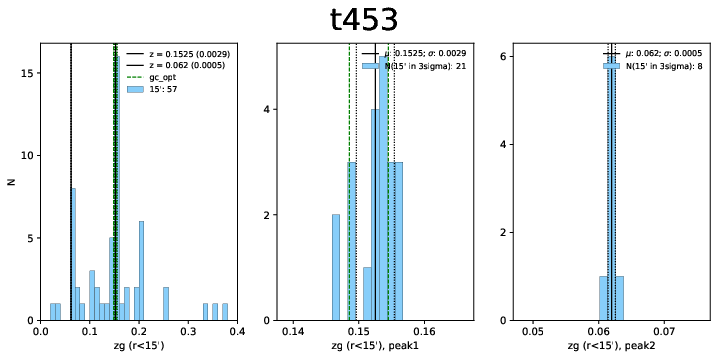 t453
z = 0.1525 (0.0029)
z = 0.062 (0.0005)
gc_opt
15': 57
μ: 0.1525; σ: 0.0029
N(15' in 3sigma): 21
μ: 0.062; σ: 0.0005
N(15' in 3sigma): 8
N
15
10
5
0
4
2
0
6
4
2
0
0.0 0.1 0.2 0.3 0.4
0.14 0.15 0.16
0.05 0.06 0.07
zg (r<15')
zg (r<15'), peak1
zg (r<15'), peak2